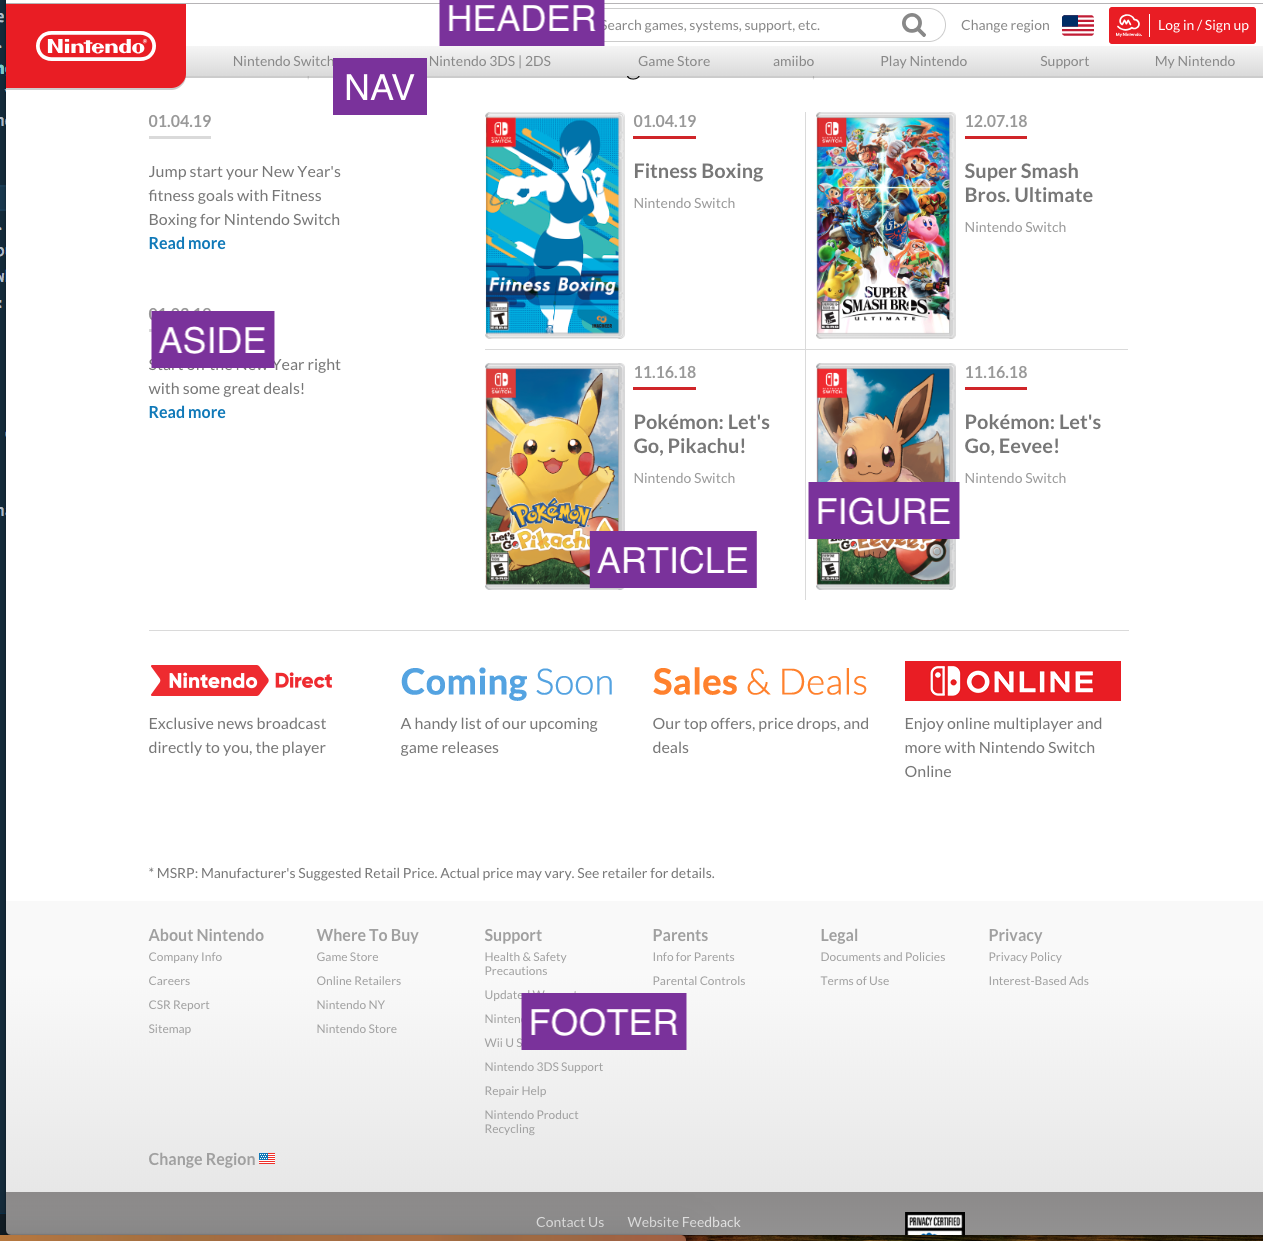 HEADER
Search games, systems, support, etc.
Change region
Log in / Sign up
Nintendo
Nintendo Switch
Nintendo 3DS | 2DS
Game Store
amiibo
Play Nintendo
Support
My Nintendo
NAV
01.04.19
Jump start your New Year's
fitness goals with Fitness
Boxing for Nintendo Switch
Read more
ASIDE
Year right
with some great deals!
Read more
01.04.19
Fitness Boxing
Nintendo Switch
Fitness Boxing
12.07.18
Super Smash
Bros. Ultimate
Nintendo Switch
SUPER
SMASH BROS.
ULTIMATE
11.16.18
Pokémon: Let's
Go, Pikachu!
Nintendo Switch
POKéMON
Let's
Go
ARTICLE
11.16.18
Pokémon: Let's
Go, Eevee!
Nintendo Switch
FIGURE
Nintendo Direct
Exclusive news broadcast
directly to you, the player
Coming Soon
A handy list of our upcoming
game releases
Sales & Deals
Our top offers, price drops, and
deals
ONLINE
Enjoy online multiplayer and
more with Nintendo Switch
Online
* MSRP: Manufacturer's Suggested Retail Price. Actual price may vary. See retailer for details.
About Nintendo
Company Info
Careers
CSR Report
Sitemap
Where To Buy
Game Store
Online Retailers
Nintendo NY
Nintendo Store
Support
Health & Safety
Precautions
FOOTER
Wii U
Nintendo 3DS Support
Repair Help
Nintendo Product
Recycling
Parents
Info for Parents
Parental Controls
Legal
Documents and Policies
Terms of Use
Privacy
Privacy Policy
Interest-Based Ads
Change Region
Contact Us
Website Feedback
PRIVACY CERTIFIED